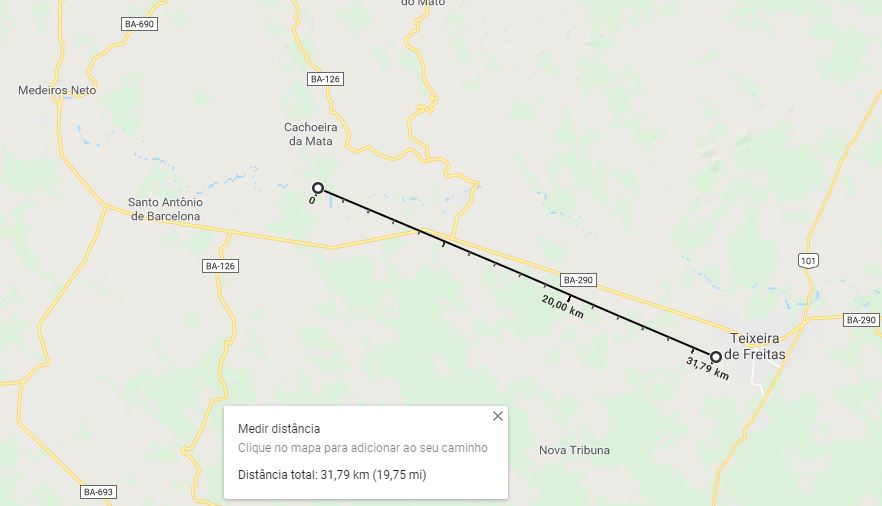 do Mato
BA-690
BA-126
Medeiros Neto
Cachoeira
da Mata
0
Santo Antônio
de Barcelona
BA-126
101
BA-290
20,00 km
BA-290
Teixeira
de Freitas
31,79 km
Medir distância
Clique no mapa para adicionar ao seu caminho
Distância total: 31,79 km (19,75 mi)
Nova Tribuna
BA-693